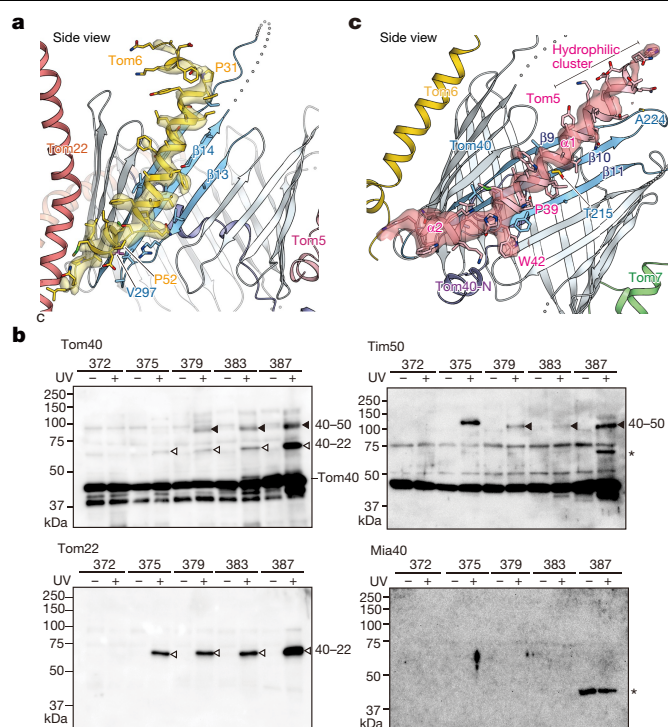 a
Side view
Tom6
P31
Tom22
β14
β13
Tom5
P52
V297
C
c
Side view
Hydrophilic
cluster
Tom6
Tom5
A224
β9
Tom40
α1
β10
β11
P39
T215
α2
W42
Tom40-N
Tom7
b
Tom40
372 375 379 383 387
UV − + − + − + − + − +
250
150
100
75
50
37
kDa
40–50
40–22
Tom40
Tim50
372 375 379 383 387
UV − + − + − + − + − +
250
150
100
75
50
37
kDa
40–50
*
Tom22
372 375 379 383 387
UV − + − + − + − + − +
250
150
100
75
50
37
kDa
40–22
Mia40
372 375 379 383 387
UV − + − + − + − + − +
250
150
100
75
50
37
kDa
*